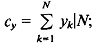 c_y = \sum_{k=1}^{N} y_k|N;